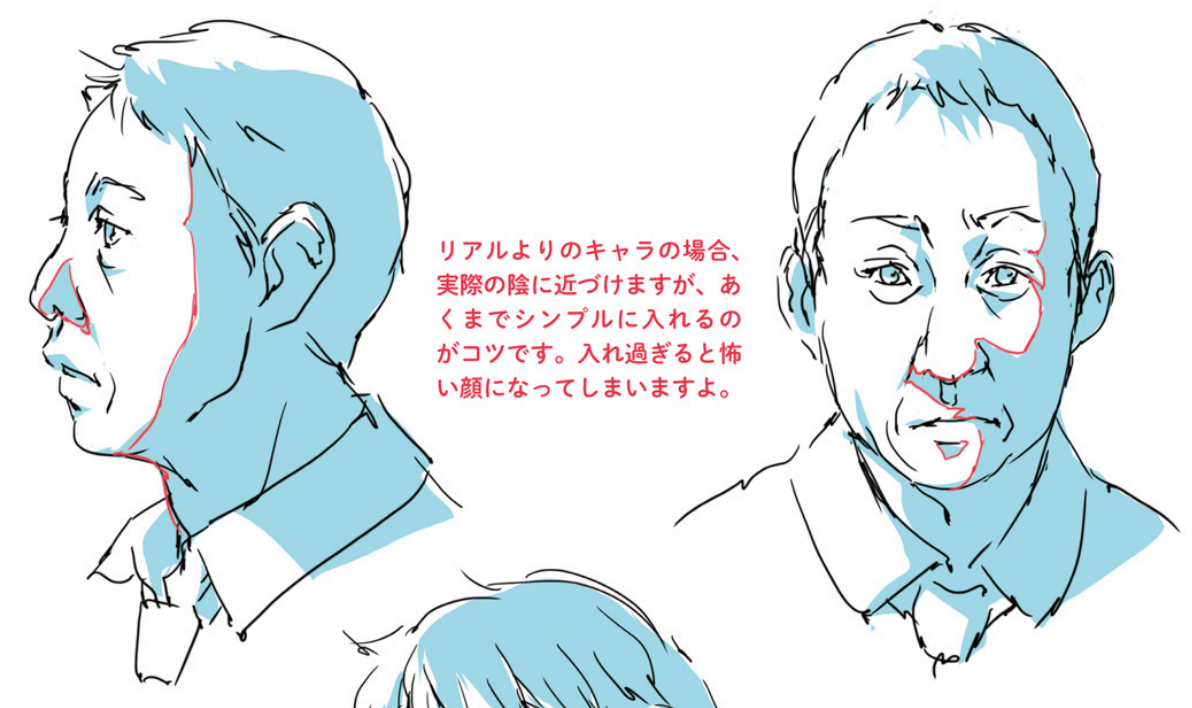 リアルよりのキャラの場合、
実際の陰に近づけますが、あ
くまでシンプルに入れるの
がコツです。入れ過ぎると怖
い顔になってしまいますよ。